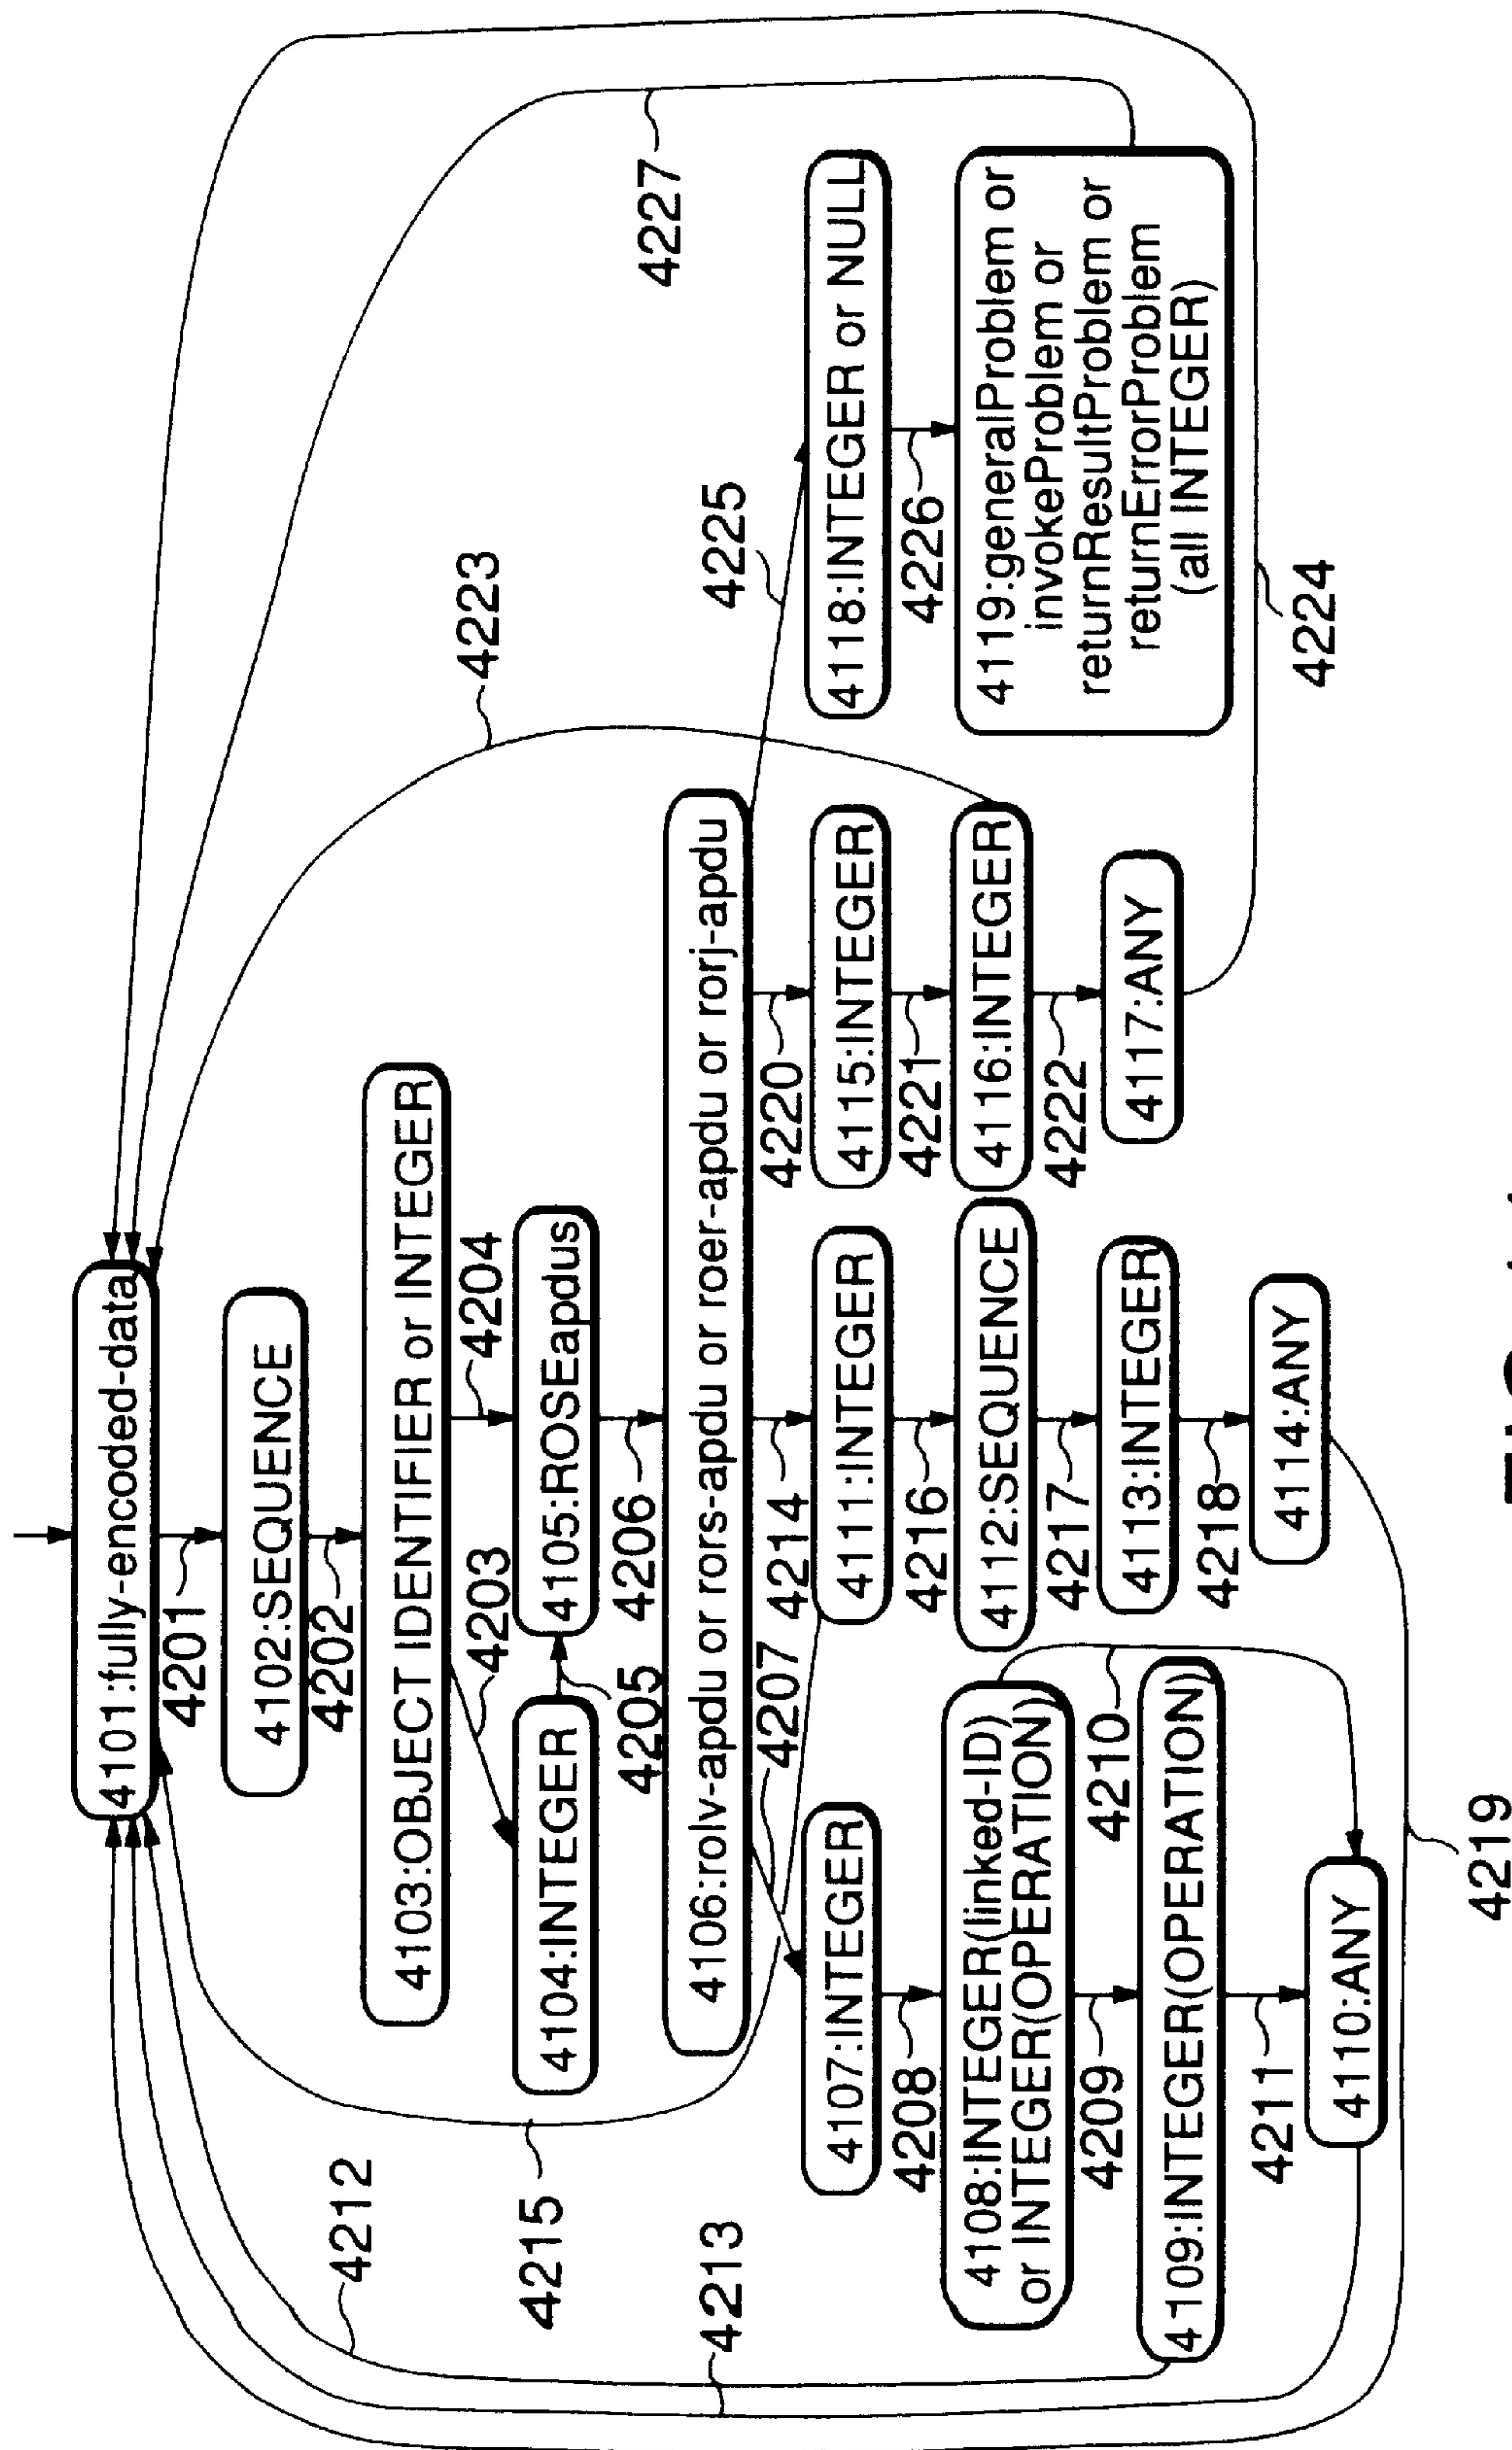 4101:fully-encoded-data
4201
4102:SEQUENCE
4202
4103:OBJECT IDENTIFIER or INTEGER
4203
4204
4104:INTEGER
4205
4105:ROSEapdus
4206
4106:rolv-apdu or rors-apdu or roer-apdu or rorj-apdu
4207
4214
4220
4225
4107:INTEGER
4111:INTEGER
4115:INTEGER
4118:INTEGER or NULL
4208
4216
4221
4226
4108:INTEGER(linked-ID)
or INTEGER(OPERATION)
4112:SEQUENCE
4116:INTEGER
4119:generalProblem or
invokeProblem or
returnResultProblem or
returnErrorProblem
(all INTEGER)
4209
4210
4217
4222
4109:INTEGER(OPERATION)
4113:INTEGER
4117:ANY
4211
4218
4110:ANY
4114:ANY
4212
4213
4215
4219
4223
4224
4227